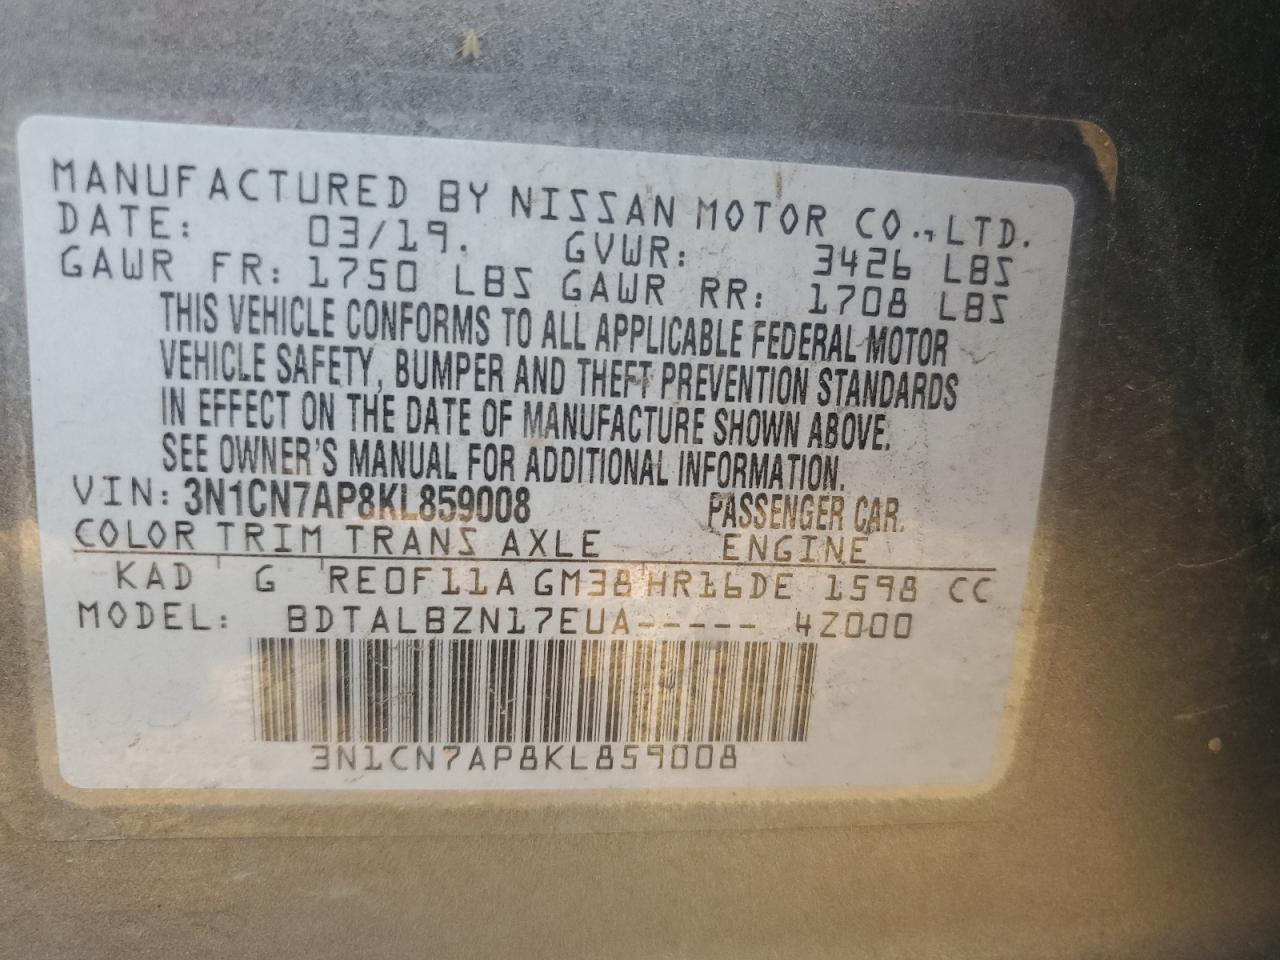 MANUFACTURED BY NISSAN MOTOR CO., LTD.
DATE: 03/19. GVWR: 3426 LBS
GAWR FR: 1750 LBS GAWR RR: 1708 LBS
THIS VEHICLE CONFORMS TO ALL APPLICABLE FEDERAL MOTOR
VEHICLE SAFETY, BUMPER AND THEFT PREVENTION STANDARDS
IN EFFECT ON THE DATE OF MANUFACTURE SHOWN ABOVE.
SEE OWNER'S MANUAL FOR ADDITIONAL INFORMATION.
VIN: 3N1CN7AP8KL859008 PASSENGER CAR.
COLOR TRIM TRANS AXLE ENGINE
KAD G RE0F11A GM38 HR16DE 1598 CC
MODEL: BDTALBZN17EUA----- 4Z000
3N1CN7AP8KL859008